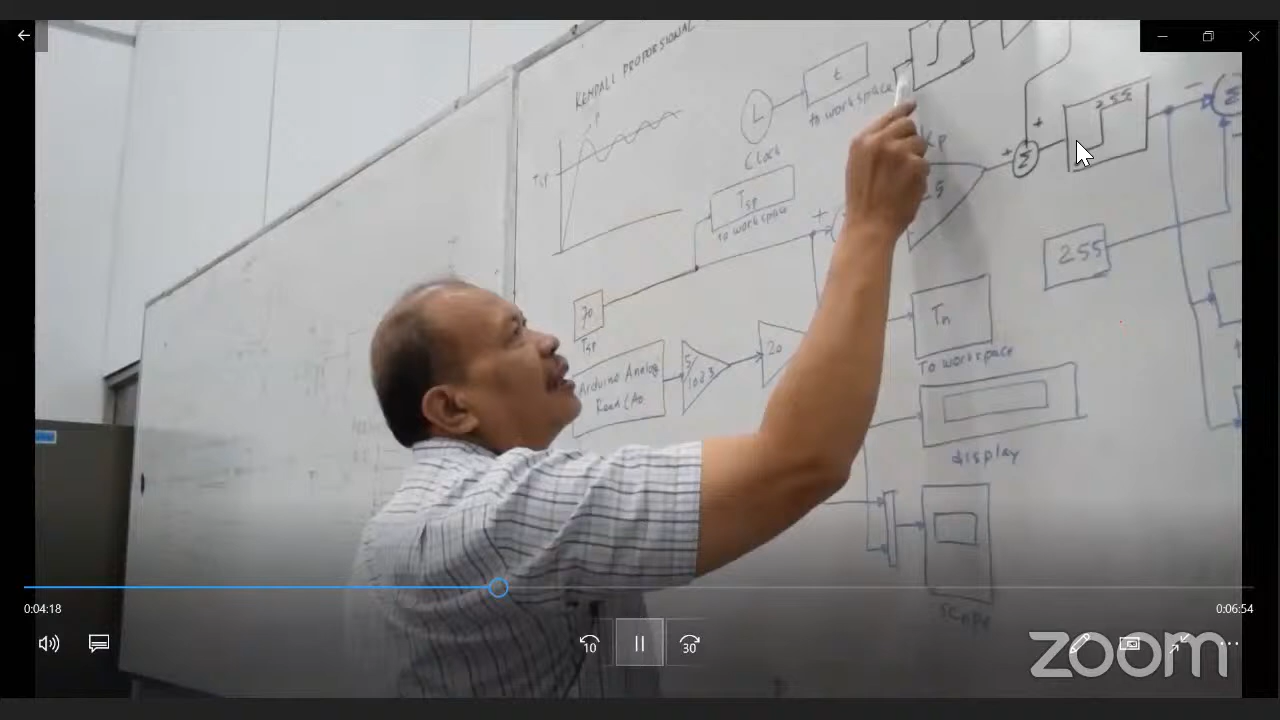 KENDALI PROPORSIONAL
P
Tsp
L
Clock
t
to workspace
Tsp
to workspace
70
Tsp
+
Arduino Analog
Read (A0
5/
1023
20
Kp
5
+
+
Σ
255
-
Σ
255
Tn
To workspace
display
scope
0:04:18
0:06:54
10
30
zoom